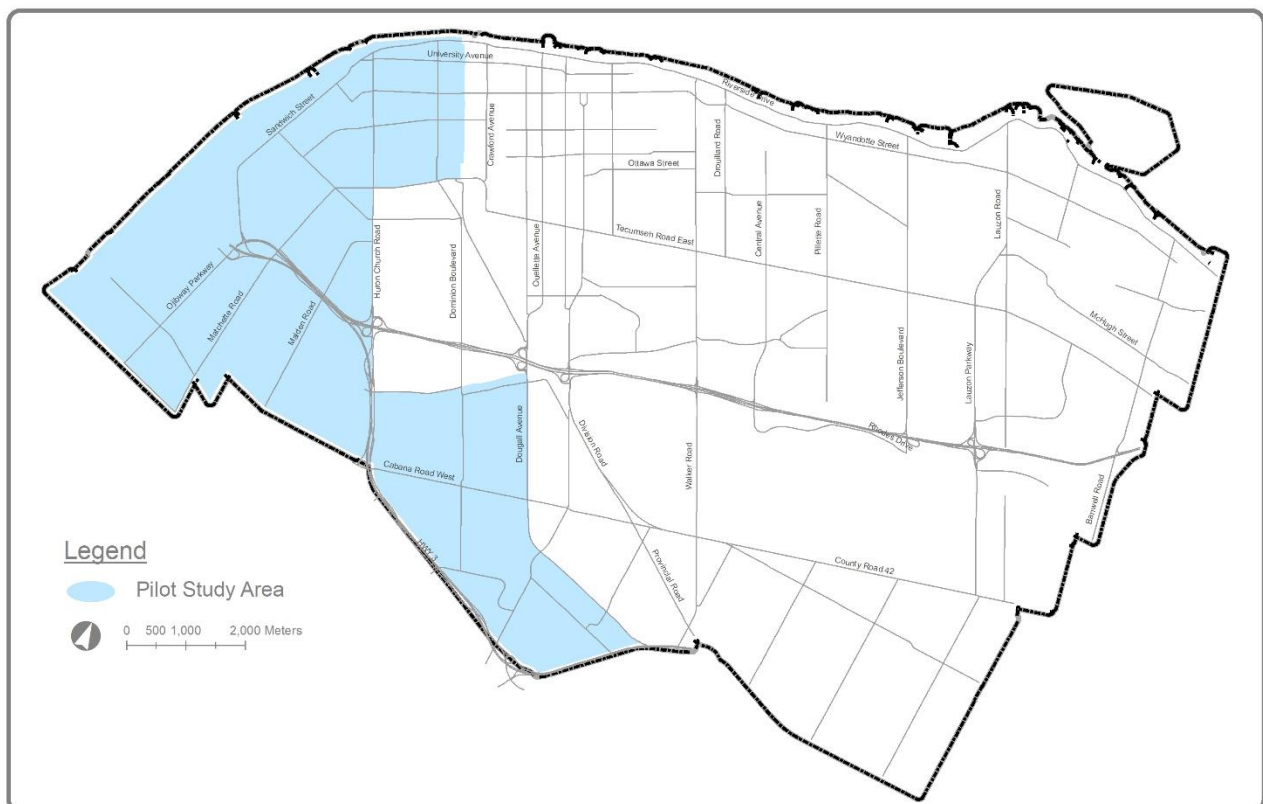 University Avenue
Riverside Drive
Sandwich Street
Crawford Avenue
Drouillard Road
Wyandotte Street
Ottawa Street
Central Avenue
Pillette Road
Lauzon Road
Tecumseh Road East
Ouellette Avenue
Huron Church Road
Dominion Boulevard
Ojibway Parkway
Matchette Road
Malden Road
McHugh Street
Jefferson Boulevard
Lauzon Parkway
Rhodes Drive
Dougall Avenue
Division Road
Walker Road
Cabana Road West
Banwell Road
HWY 3
Provincial Road
County Road 42
Legend
Pilot Study Area
0 500 1,000 2,000 Meters